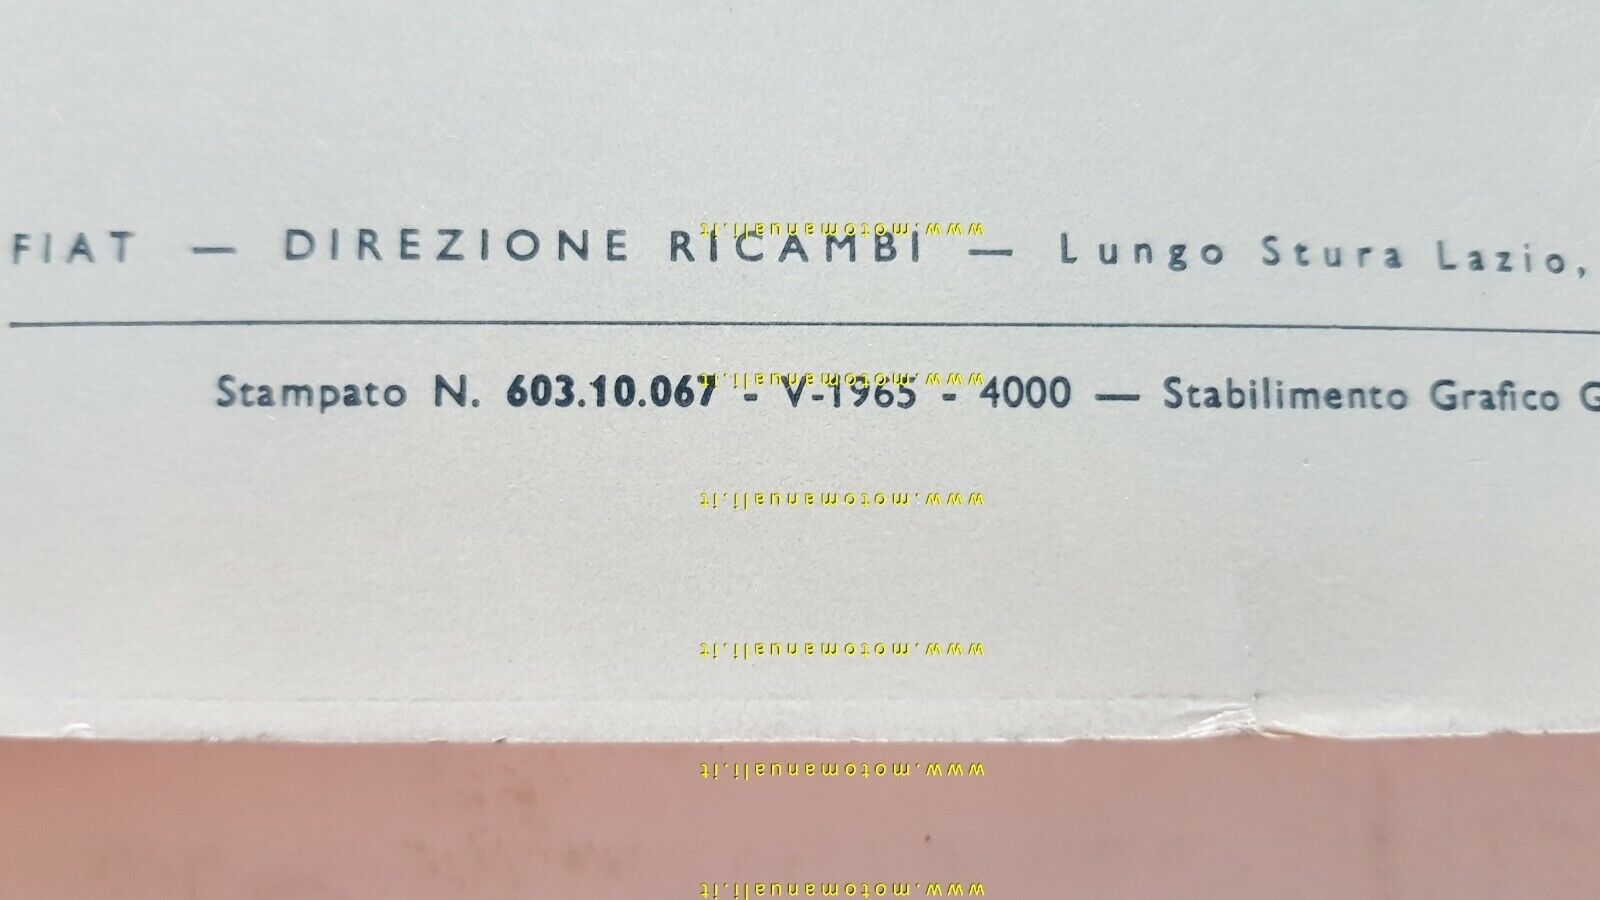 FIAT — DIREZIONE RICAMBI — Lungo Stura Lazio,
Stampato N. 603.10.067 - V-1965 - 4000 — Stabilimento Grafico G
www.motomanuali.it
www.motomanuali.it
www.motomanuali.it
www.motomanuali.it
www.motomanuali.it
www.motomanuali.it